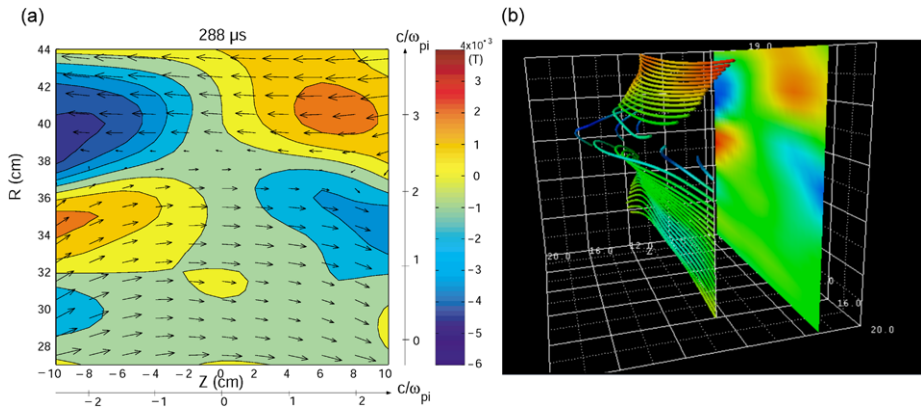 (a)
288 μs
c/ω pi
44
42
40
38
36
34
32
30
28
R (cm)
−10 −8 −6 −4 −2 0 2 4 6 8 10
Z (cm)
−2 −1 0 1 2
c/ω pi
3
2
1
0
4x10⁻³
(T)
3
2
1
0
−1
−2
−3
−4
−5
−6
(b)
19.0
20.0 16.0 12.0
Z
0
16.0
20.0